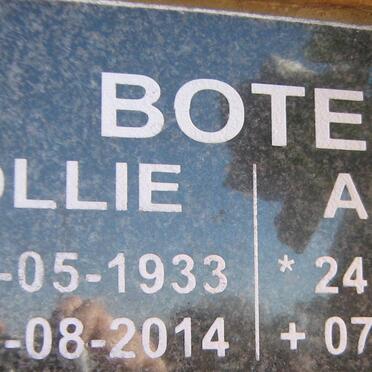 BOTE
OLLIE | A
-05-1933 | * 24
-08-2014 | + 07